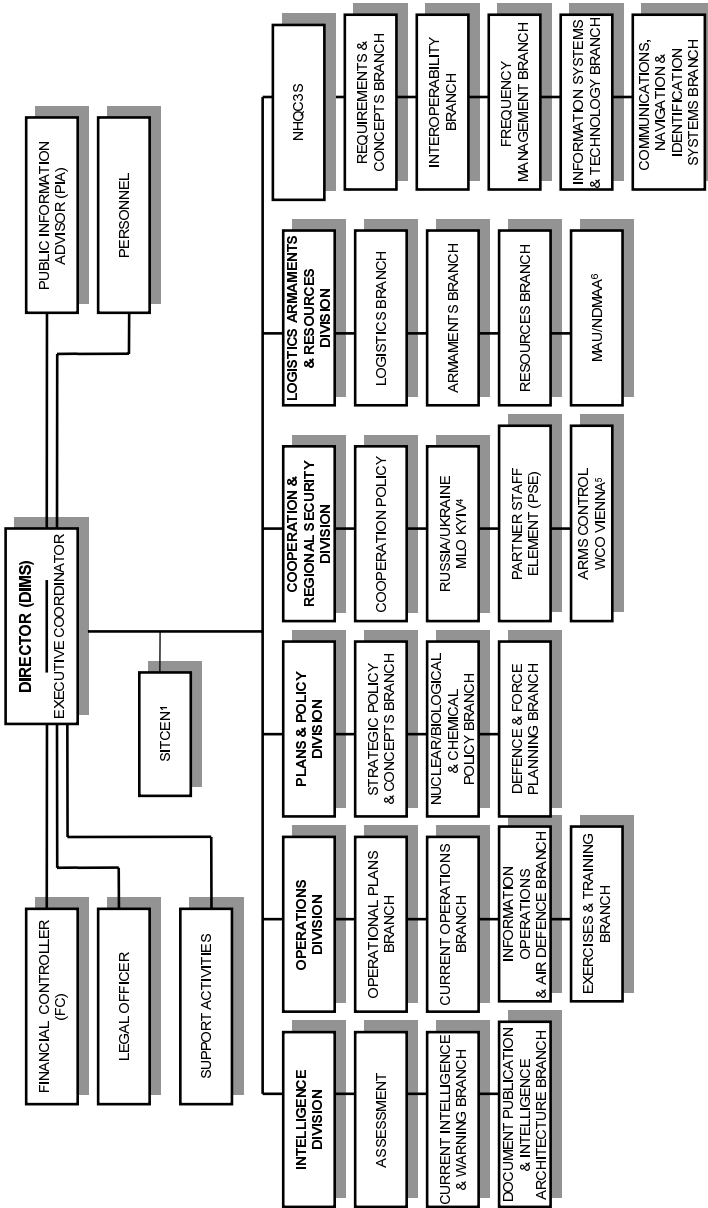 DIRECTOR (DIMS)
EXECUTIVE COORDINATOR
FINANCIAL CONTROLLER
(FC)
LEGAL OFFICER
SUPPORT ACTIVITIES
PUBLIC INFORMATION
ADVISOR (PIA)
PERSONNEL
SITCEN¹
INTELLIGENCE
DIVISION
ASSESSMENT
CURRENT INTELLIGENCE
& WARNING BRANCH
DOCUMENT PUBLICATION
& INTELLIGENCE
ARCHITECTURE BRANCH
OPERATIONS
DIVISION
OPERATIONAL PLANS
BRANCH
CURRENT OPERATIONS
BRANCH
INFORMATION
OPERATIONS
& AIR DEFENCE BRANCH
EXERCISES & TRAINING
BRANCH
PLANS & POLICY
DIVISION
STRATEGIC POLICY
& CONCEPTS BRANCH
NUCLEAR/BIOLOGICAL
& CHEMICAL
POLICY BRANCH
DEFENCE & FORCE
PLANNING BRANCH
COOPERATION &
REGIONAL SECURITY
DIVISION
COOPERATION POLICY
RUSSIA/UKRAINE
MLO KYIV⁴
PARTNER STAFF
ELEMENT (PSE)
ARMS CONTROL
WCO VIENNA⁵
LOGISTICS ARMAMENTS
& RESOURCES
DIVISION
LOGISTICS BRANCH
ARMAMENTS BRANCH
RESOURCES BRANCH
MAU/NDMAA⁶
NHQC3S
REQUIREMENTS &
CONCEPTS BRANCH
INTEROPERABILITY
BRANCH
FREQUENCY
MANAGEMENT BRANCH
INFORMATION SYSTEMS
& TECHNOLOGY BRANCH
COMMUNICATIONS,
NAVIGATION &
IDENTIFICATION
SYSTEMS BRANCH